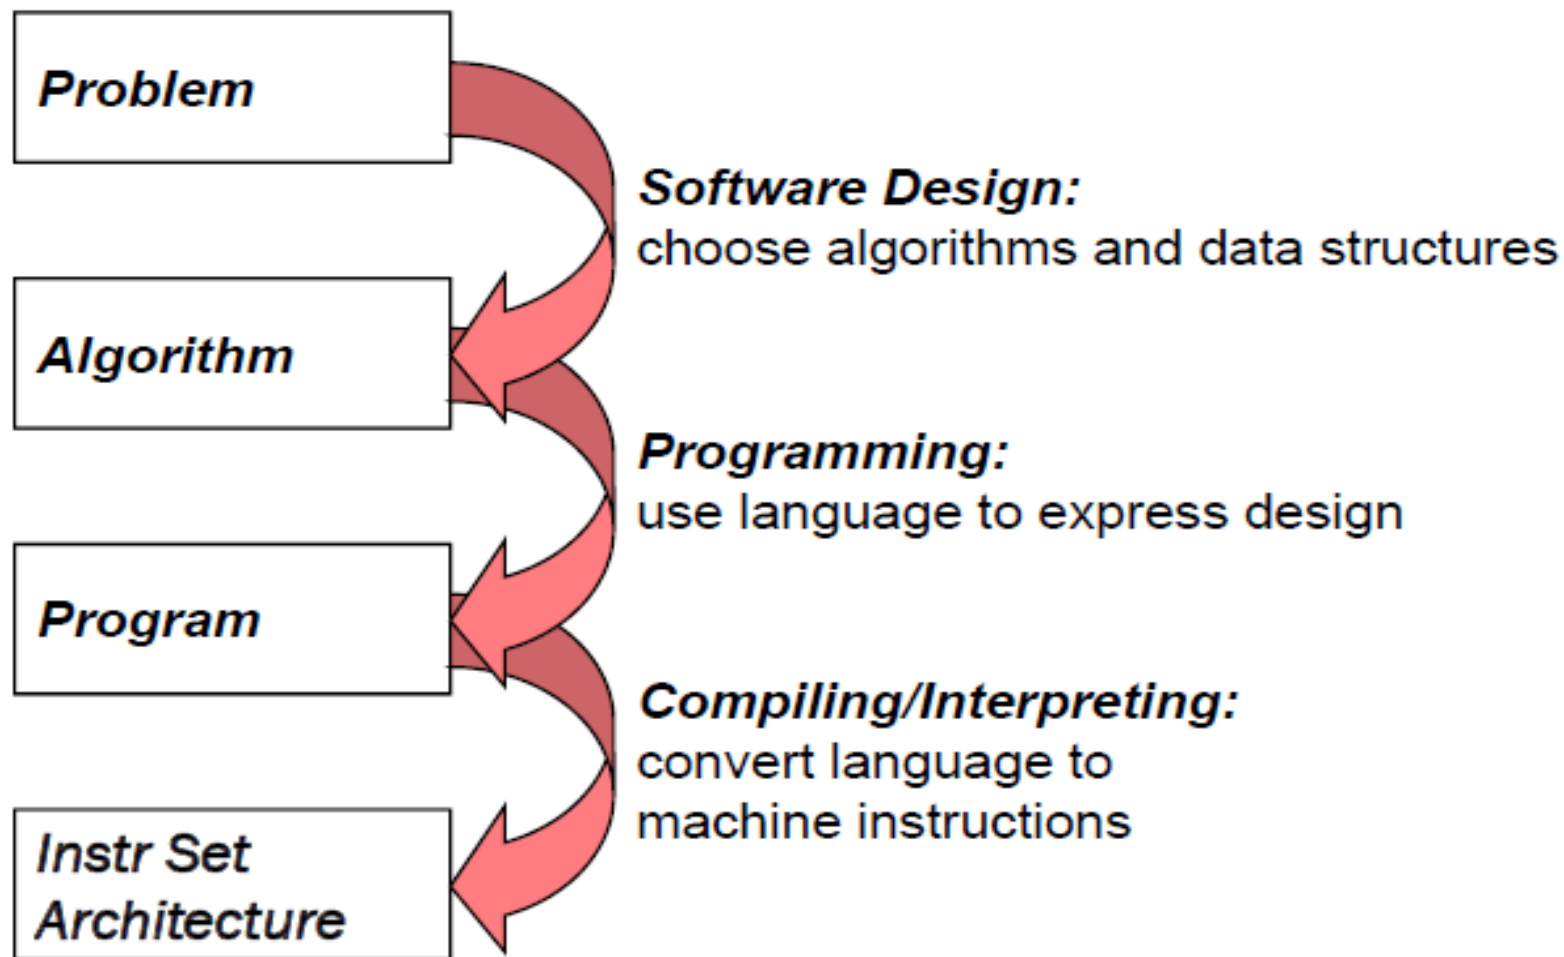 Problem
Software Design:
choose algorithms and data structures
Algorithm
Programming:
use language to express design
Program
Compiling/Interpreting:
convert language to
machine instructions
Instr Set
Architecture